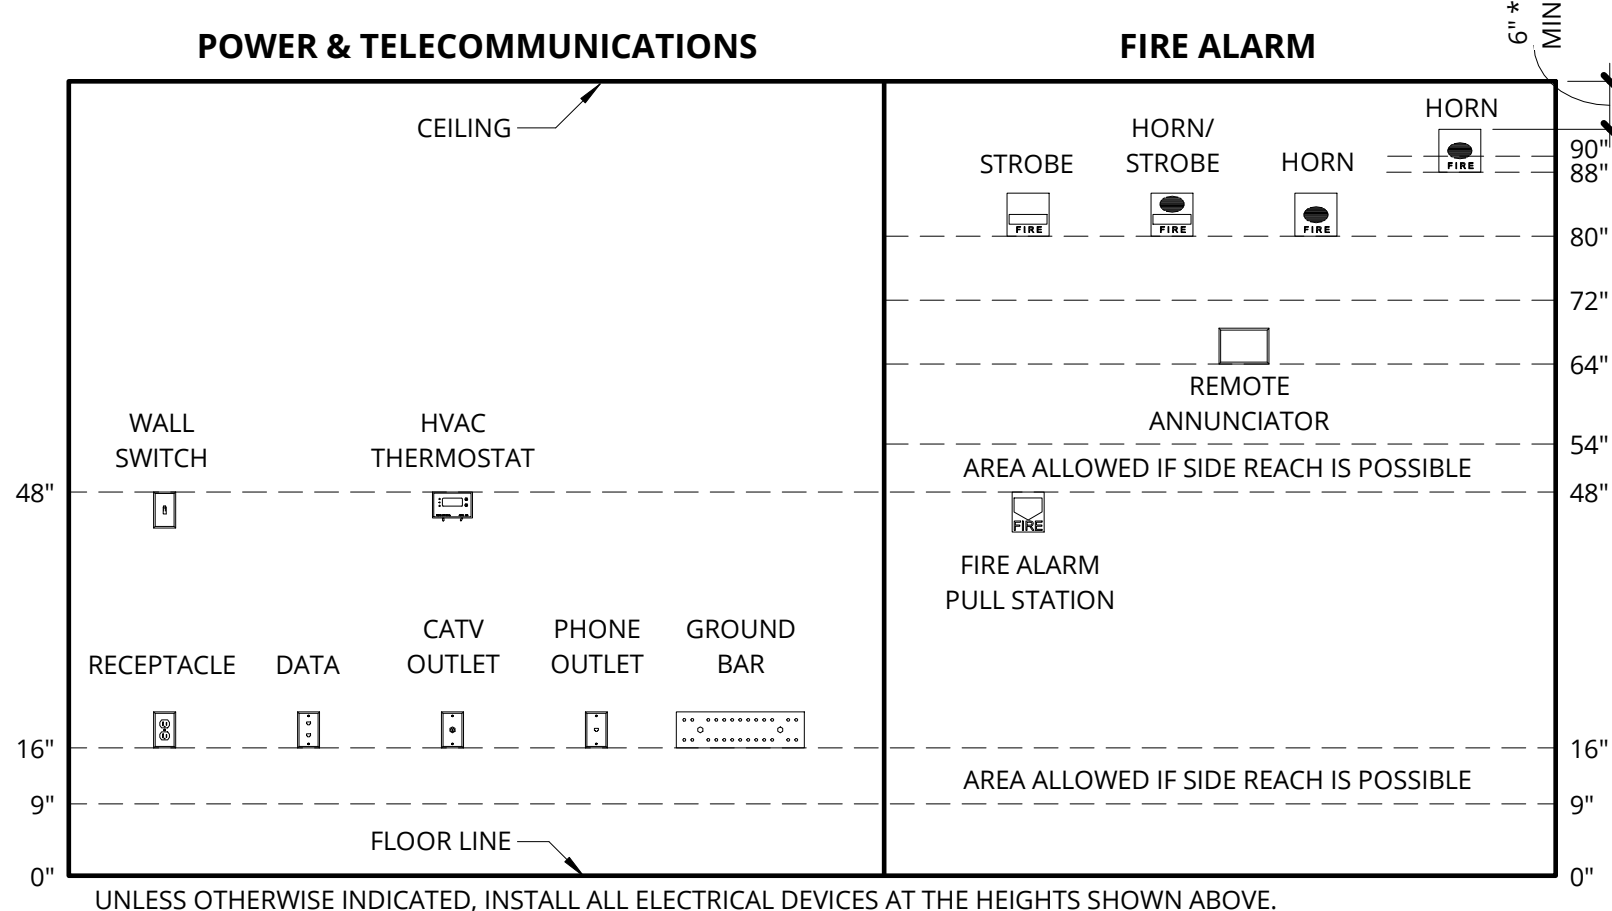 POWER & TELECOMMUNICATIONS
FIRE ALARM
6" *
MIN
CEILING
HORN
HORN/
STROBE
STROBE
HORN
90"
88"
FIRE
FIRE
FIRE
FIRE
80"
72"
64"
REMOTE
ANNUNCIATOR
54"
AREA ALLOWED IF SIDE REACH IS POSSIBLE
WALL
SWITCH
HVAC
THERMOSTAT
48"
48"
FIRE
FIRE ALARM
PULL STATION
RECEPTACLE
DATA
CATV
OUTLET
PHONE
OUTLET
GROUND
BAR
16"
16"
AREA ALLOWED IF SIDE REACH IS POSSIBLE
9"
9"
FLOOR LINE
0"
0"
UNLESS OTHERWISE INDICATED, INSTALL ALL ELECTRICAL DEVICES AT THE HEIGHTS SHOWN ABOVE.